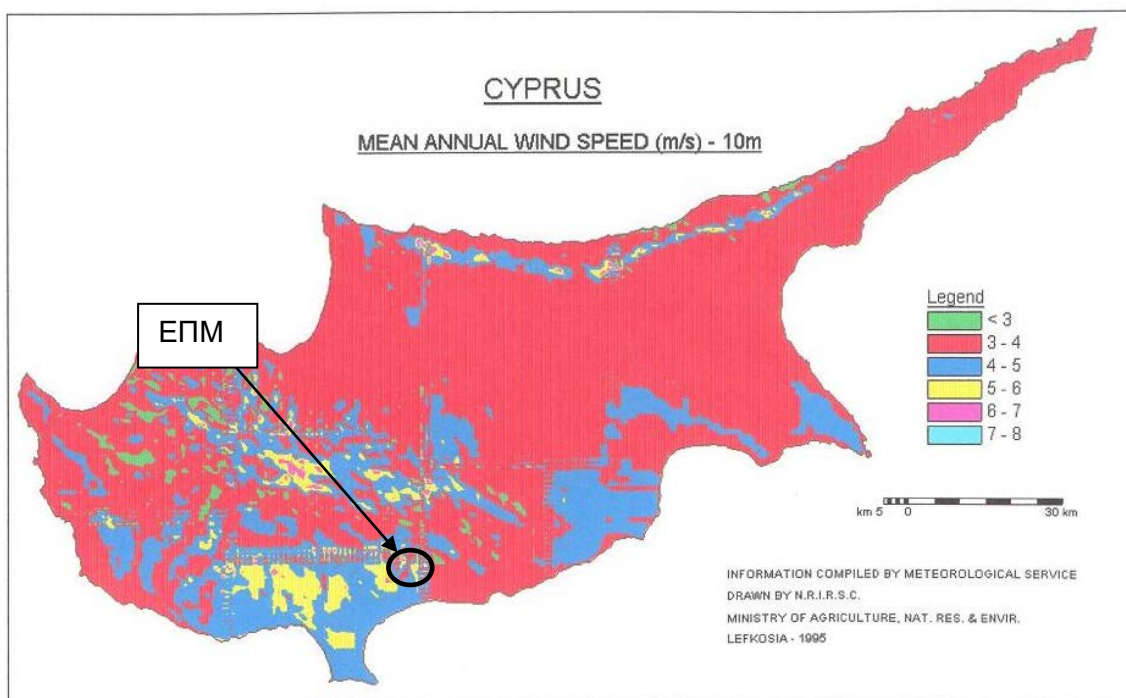 CYPRUS
MEAN ANNUAL WIND SPEED (m/s) - 10m
ΕΠΜ
Legend
< 3
3 - 4
4 - 5
5 - 6
6 - 7
7 - 8
km 5 0 30 km
INFORMATION COMPILED BY METEOROLOGICAL SERVICE
DRAWN BY N.R.I.R.S.C.
MINISTRY OF AGRICULTURE, NAT. RES. & ENVIR.
LEFKOSIA - 1995